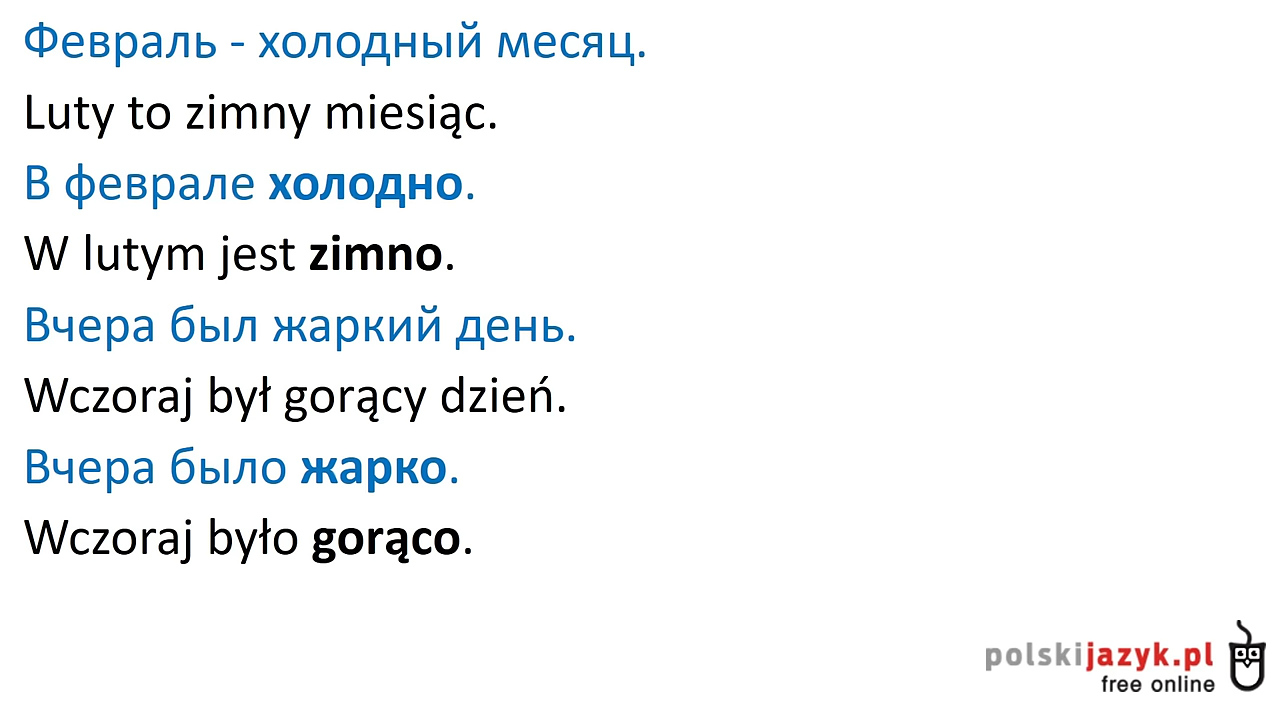 Февраль - холодный месяц.
Luty to zimny miesiąc.
В феврале холодно.
W lutym jest zimno.
Вчера был жаркий день.
Wczoraj był gorący dzień.
Вчера было жарко.
Wczoraj było gorąco.
polskijazyk.pl
free online